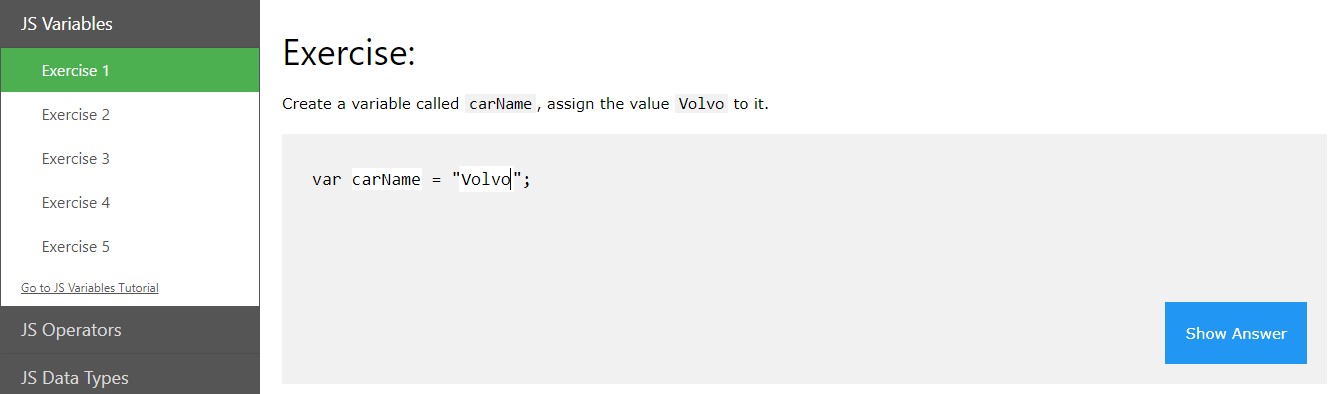 JS Variables
Exercise 1
Exercise 2
Exercise 3
Exercise 4
Exercise 5
Go to JS Variables Tutorial
JS Operators
JS Data Types
Exercise:
Create a variable called carName, assign the value Volvo to it.
var carName = "Volvo";
Show Answer